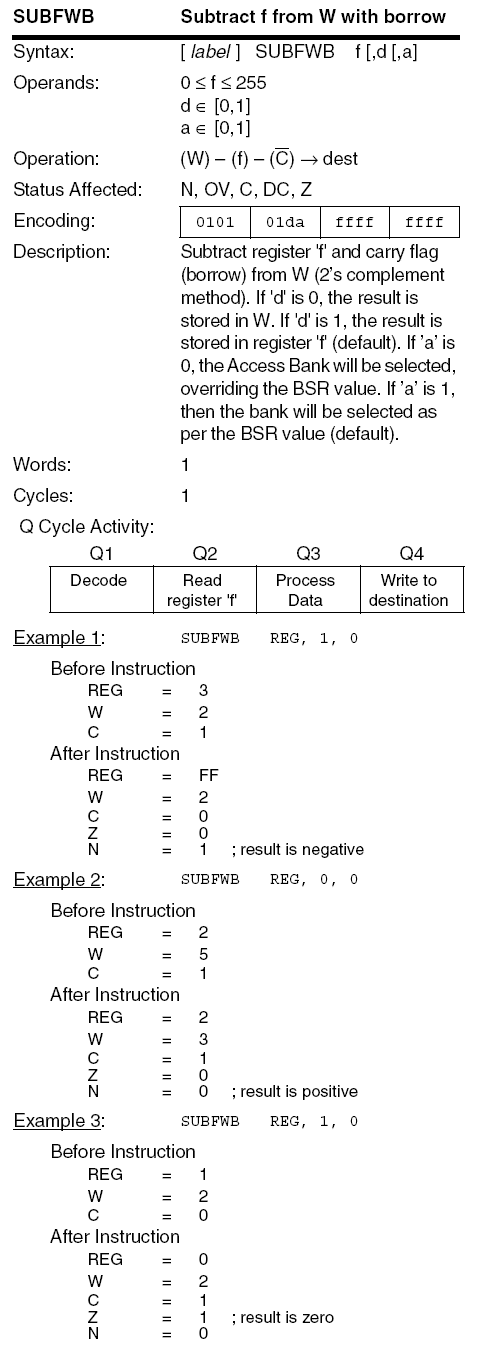 SUBFWB Subtract f from W with borrow
Syntax: [ label ] SUBFWB f [,d [,a]
Operands: 0 ≤ f ≤ 255
d ∈ [0,1]
a ∈ [0,1]
Operation: (W) – (f) – (C̅) → dest
Status Affected: N, OV, C, DC, Z
Encoding: 0101 01da ffff ffff
Description: Subtract register 'f' and carry flag
(borrow) from W (2's complement
method). If 'd' is 0, the result is
stored in W. If 'd' is 1, the result is
stored in register 'f' (default). If ’a’ is
0, the Access Bank will be selected,
overriding the BSR value. If ’a’ is 1,
then the bank will be selected as
per the BSR value (default).
Words: 1
Cycles: 1
Q Cycle Activity:
Q1 Q2 Q3 Q4
Decode Read Process Write to
register 'f' Data destination
Example 1: SUBFWB REG, 1, 0
Before Instruction
REG = 3
W = 2
C = 1
After Instruction
REG = FF
W = 2
C = 0
Z = 0
N = 1 ; result is negative
Example 2: SUBFWB REG, 0, 0
Before Instruction
REG = 2
W = 5
C = 1
After Instruction
REG = 2
W = 3
C = 1
Z = 0
N = 0 ; result is positive
Example 3: SUBFWB REG, 1, 0
Before Instruction
REG = 1
W = 2
C = 0
After Instruction
REG = 0
W = 2
C = 1
Z = 1 ; result is zero
N = 0